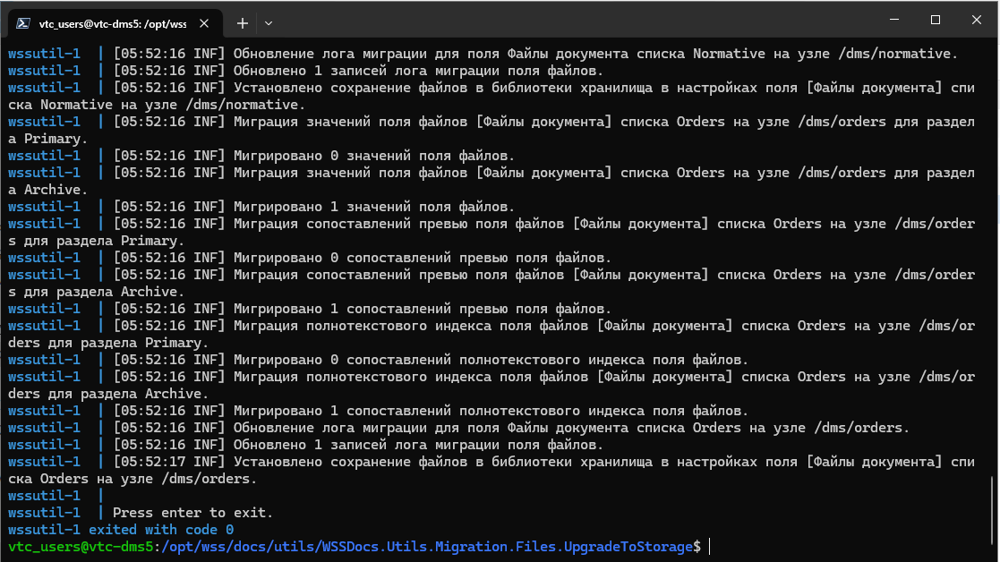 vtc_users@vtc-dms5: /opt/wss
wssutil-1 | [05:52:16 INF] Обновление лога миграции для поля Файлы документа списка Normative на узле /dms/normative.
wssutil-1 | [05:52:16 INF] Обновлено 1 записей лога миграции поля файлов.
wssutil-1 | [05:52:16 INF] Установлено сохранение файлов в библиотеки хранилища в настройках поля [Файлы документа] спи
ска Normative на узле /dms/normative.
wssutil-1 | [05:52:16 INF] Миграция значений поля файлов [Файлы документа] списка Orders на узле /dms/orders для раздел
а Primary.
wssutil-1 | [05:52:16 INF] Мигрировано 0 значений поля файлов.
wssutil-1 | [05:52:16 INF] Миграция значений поля файлов [Файлы документа] списка Orders на узле /dms/orders для раздел
а Archive.
wssutil-1 | [05:52:16 INF] Мигрировано 1 значений поля файлов.
wssutil-1 | [05:52:16 INF] Миграция сопоставлений превью поля файлов [Файлы документа] списка Orders на узле /dms/order
s для раздела Primary.
wssutil-1 | [05:52:16 INF] Мигрировано 0 сопоставлений превью поля файлов.
wssutil-1 | [05:52:16 INF] Миграция сопоставлений превью поля файлов [Файлы документа] списка Orders на узле /dms/order
s для раздела Archive.
wssutil-1 | [05:52:16 INF] Мигрировано 1 сопоставлений превью поля файлов.
wssutil-1 | [05:52:16 INF] Миграция полнотекстового индекса поля файлов [Файлы документа] списка Orders на узле /dms/or
ders для раздела Primary.
wssutil-1 | [05:52:16 INF] Мигрировано 0 сопоставлений полнотекстового индекса поля файлов.
wssutil-1 | [05:52:16 INF] Миграция полнотекстового индекса поля файлов [Файлы документа] списка Orders на узле /dms/or
ders для раздела Archive.
wssutil-1 | [05:52:16 INF] Мигрировано 1 сопоставлений полнотекстового индекса поля файлов.
wssutil-1 | [05:52:16 INF] Обновление лога миграции для поля Файлы документа списка Orders на узле /dms/orders.
wssutil-1 | [05:52:16 INF] Обновлено 1 записей лога миграции поля файлов.
wssutil-1 | [05:52:17 INF] Установлено сохранение файлов в библиотеки хранилища в настройках поля [Файлы документа] спи
ска Orders на узле /dms/orders.
wssutil-1 |
wssutil-1 | Press enter to exit.
wssutil-1 exited with code 0
vtc_users@vtc-dms5:/opt/wss/docs/utils/WSSDocs.Utils.Migration.Files.UpgradeToStorage$